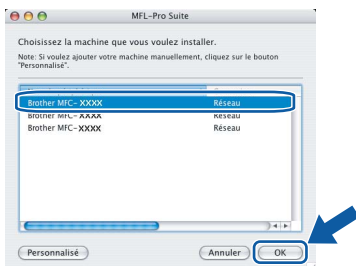 MFL-Pro Suite
Choisissez la machine que vous voulez installer.
Note: Si voulez ajouter votre machine manuellement, cliquez sur le bouton
"Personnalisé".
Brother MFC- XXXX Réseau
Brother MFC- XXXX Réseau
Brother MFC- XXXX Réseau
Personnalisé Annuler OK